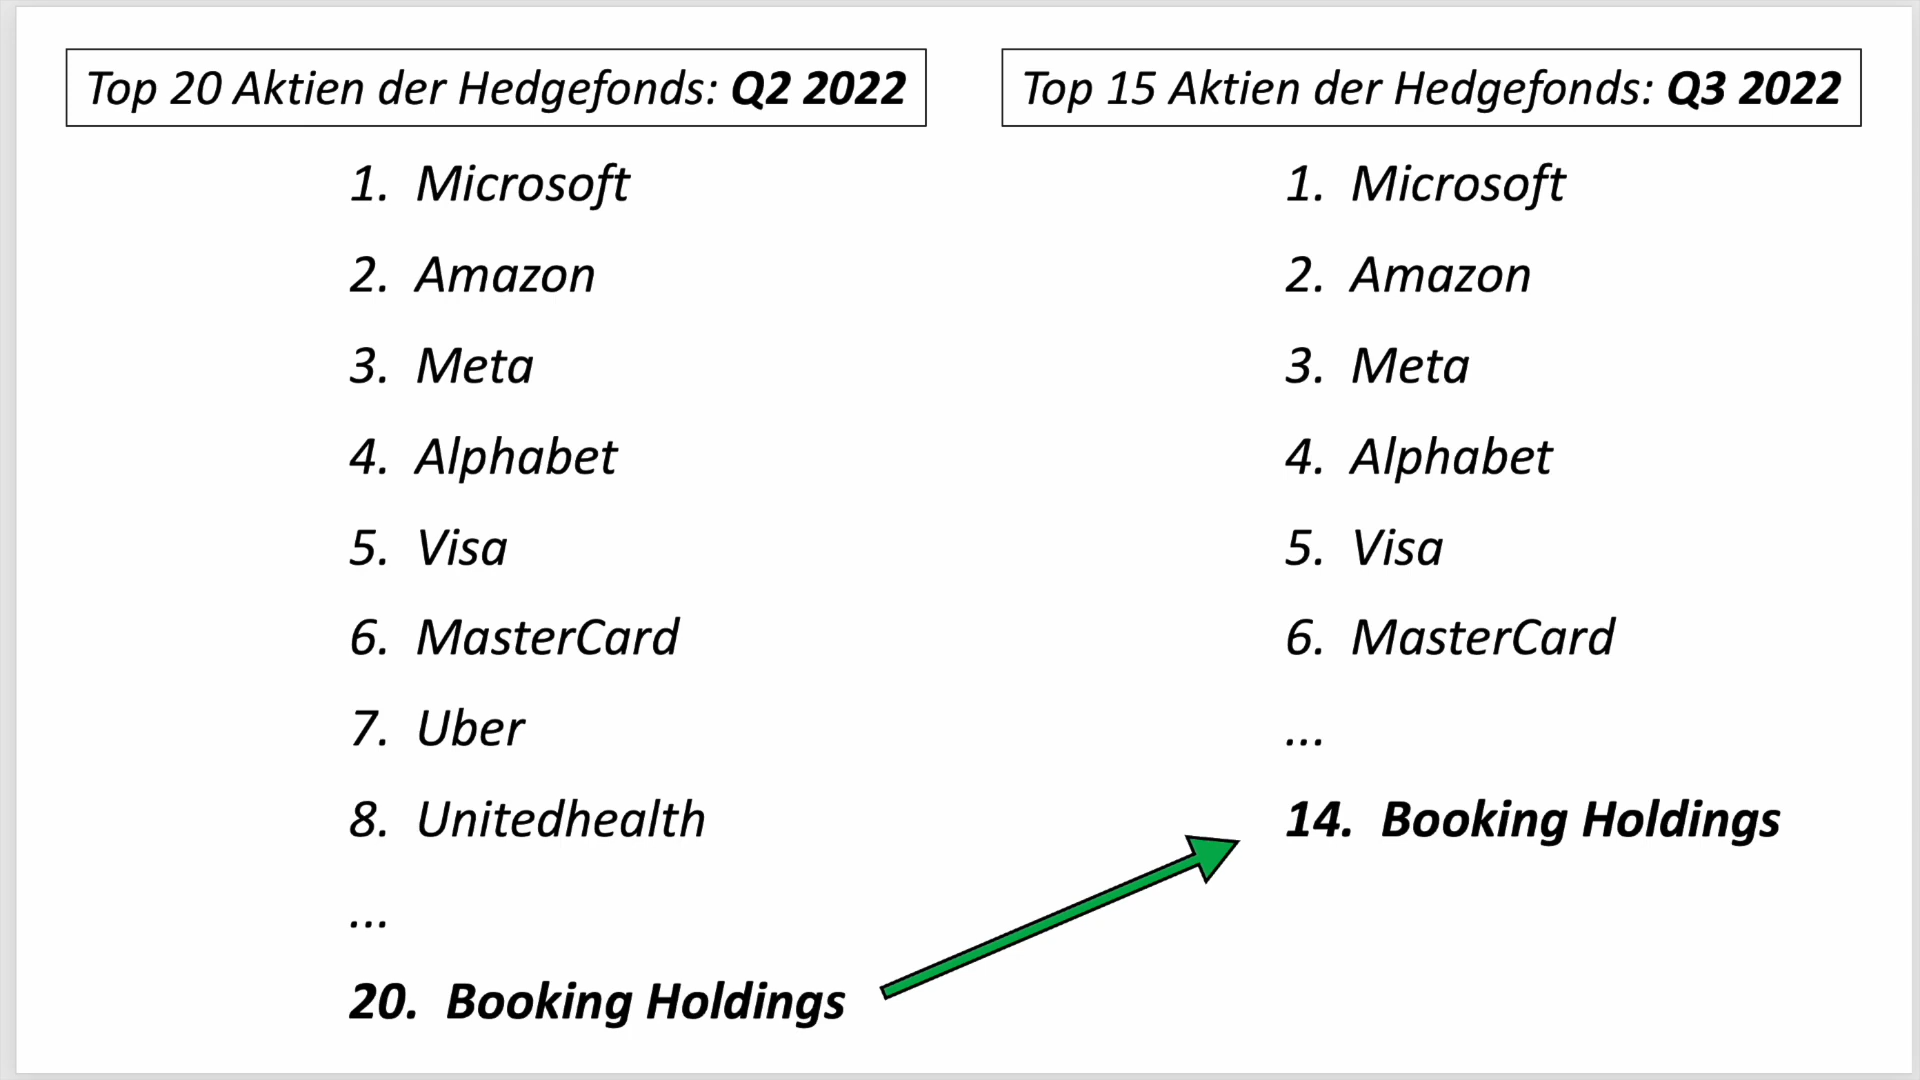 Top 20 Aktien der Hedgefonds: Q2 2022
1. Microsoft
2. Amazon
3. Meta
4. Alphabet
5. Visa
6. MasterCard
7. Uber
8. Unitedhealth
...
20. Booking Holdings
Top 15 Aktien der Hedgefonds: Q3 2022
1. Microsoft
2. Amazon
3. Meta
4. Alphabet
5. Visa
6. MasterCard
...
14. Booking Holdings